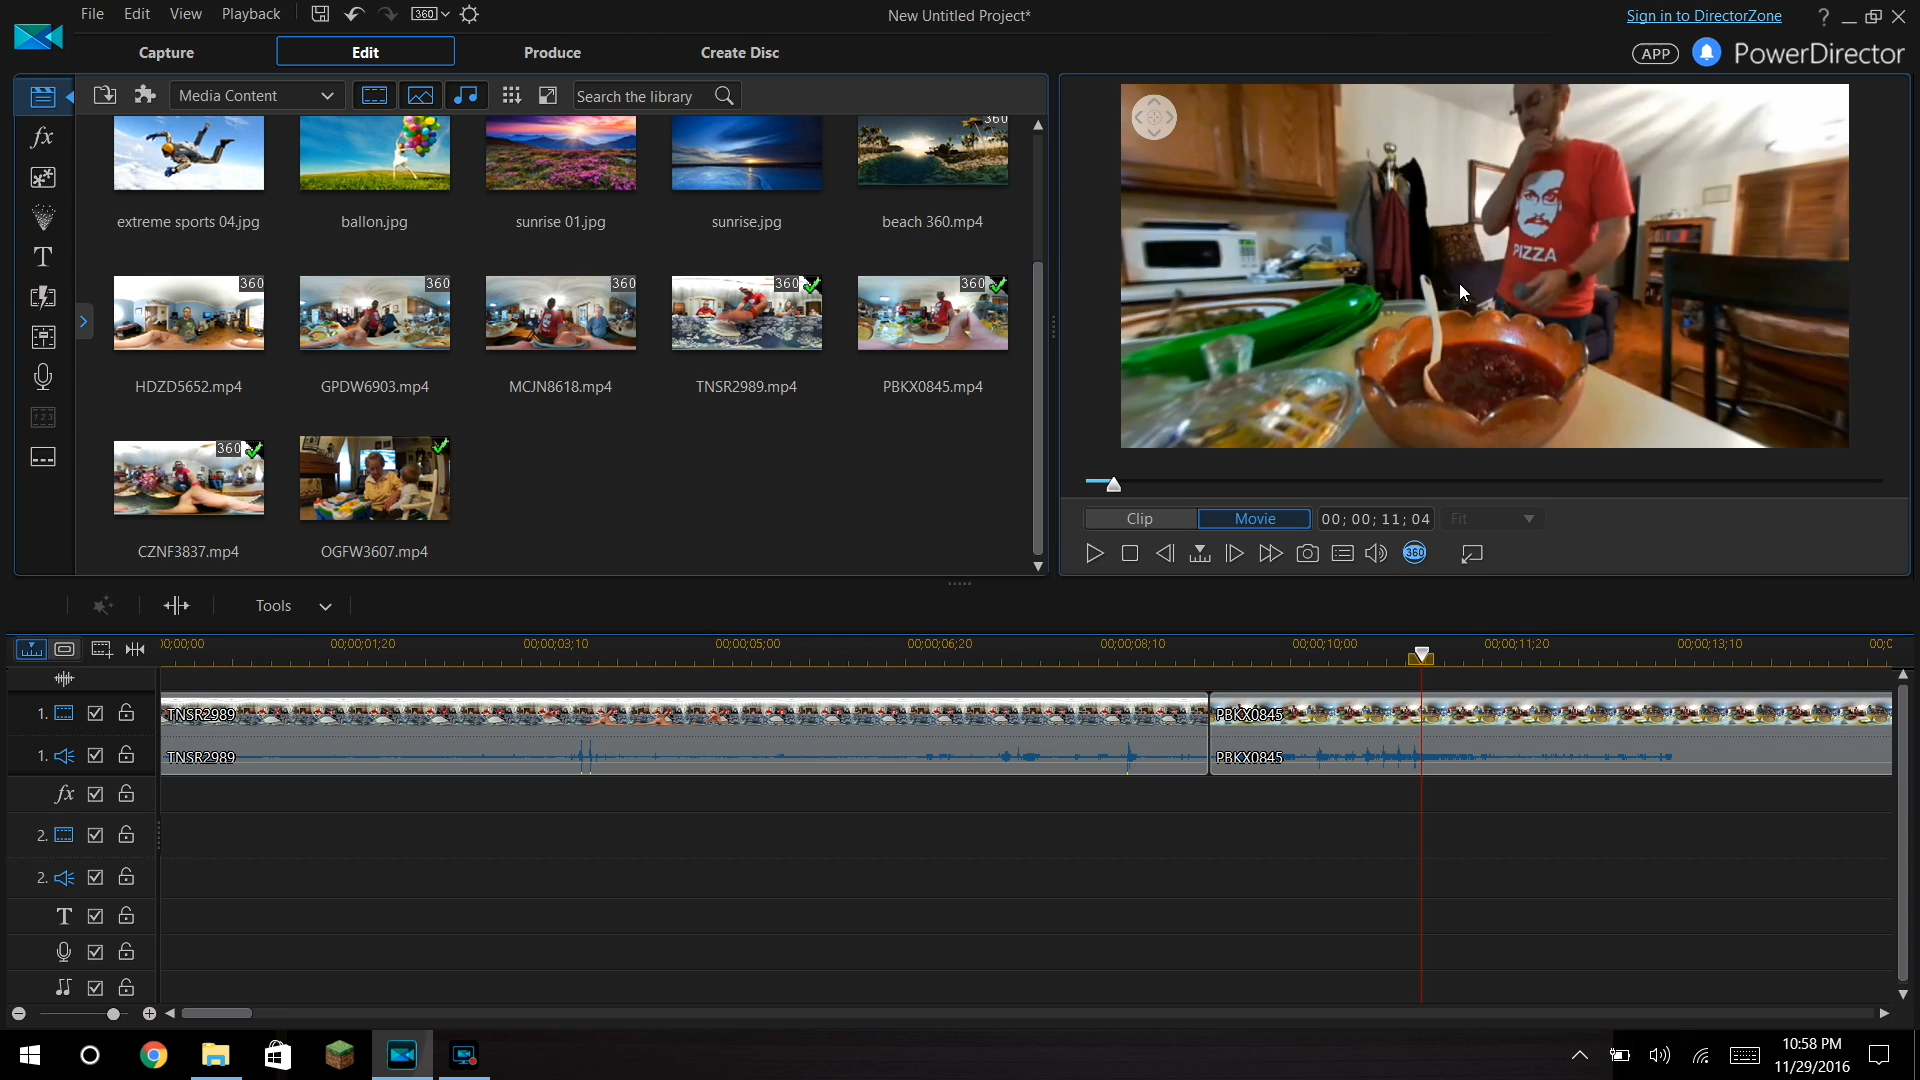 File Edit View Playback 360 New Untitled Project* Sign in to DirectorZone ?
Capture Edit Produce Create Disc APP PowerDirector
Media Content Search the library
fx
T
123
360
extreme sports 04.jpg ballon.jpg sunrise 01.jpg sunrise.jpg beach 360.mp4
360 360 360 360 360
HDZD5652.mp4 GPDW6903.mp4 MCJN8618.mp4 TNSR2989.mp4 PBKX0845.mp4
360
CZNF3837.mp4 OGFW3607.mp4
PIZZA
Clip Movie 00; 00; 11; 04 Fit
360
Tools
00;00;01;20 00;00;03;10 00;00;05;00 00;00;06;20 00;00;08;10 00;00;10;00 00;00;11;20 00;00;13;10
1. TNSR2989 PBKX0845
1. TNSR2989 PBKX0845
fx
2.
2.
T
10:58 PM
11/29/2016